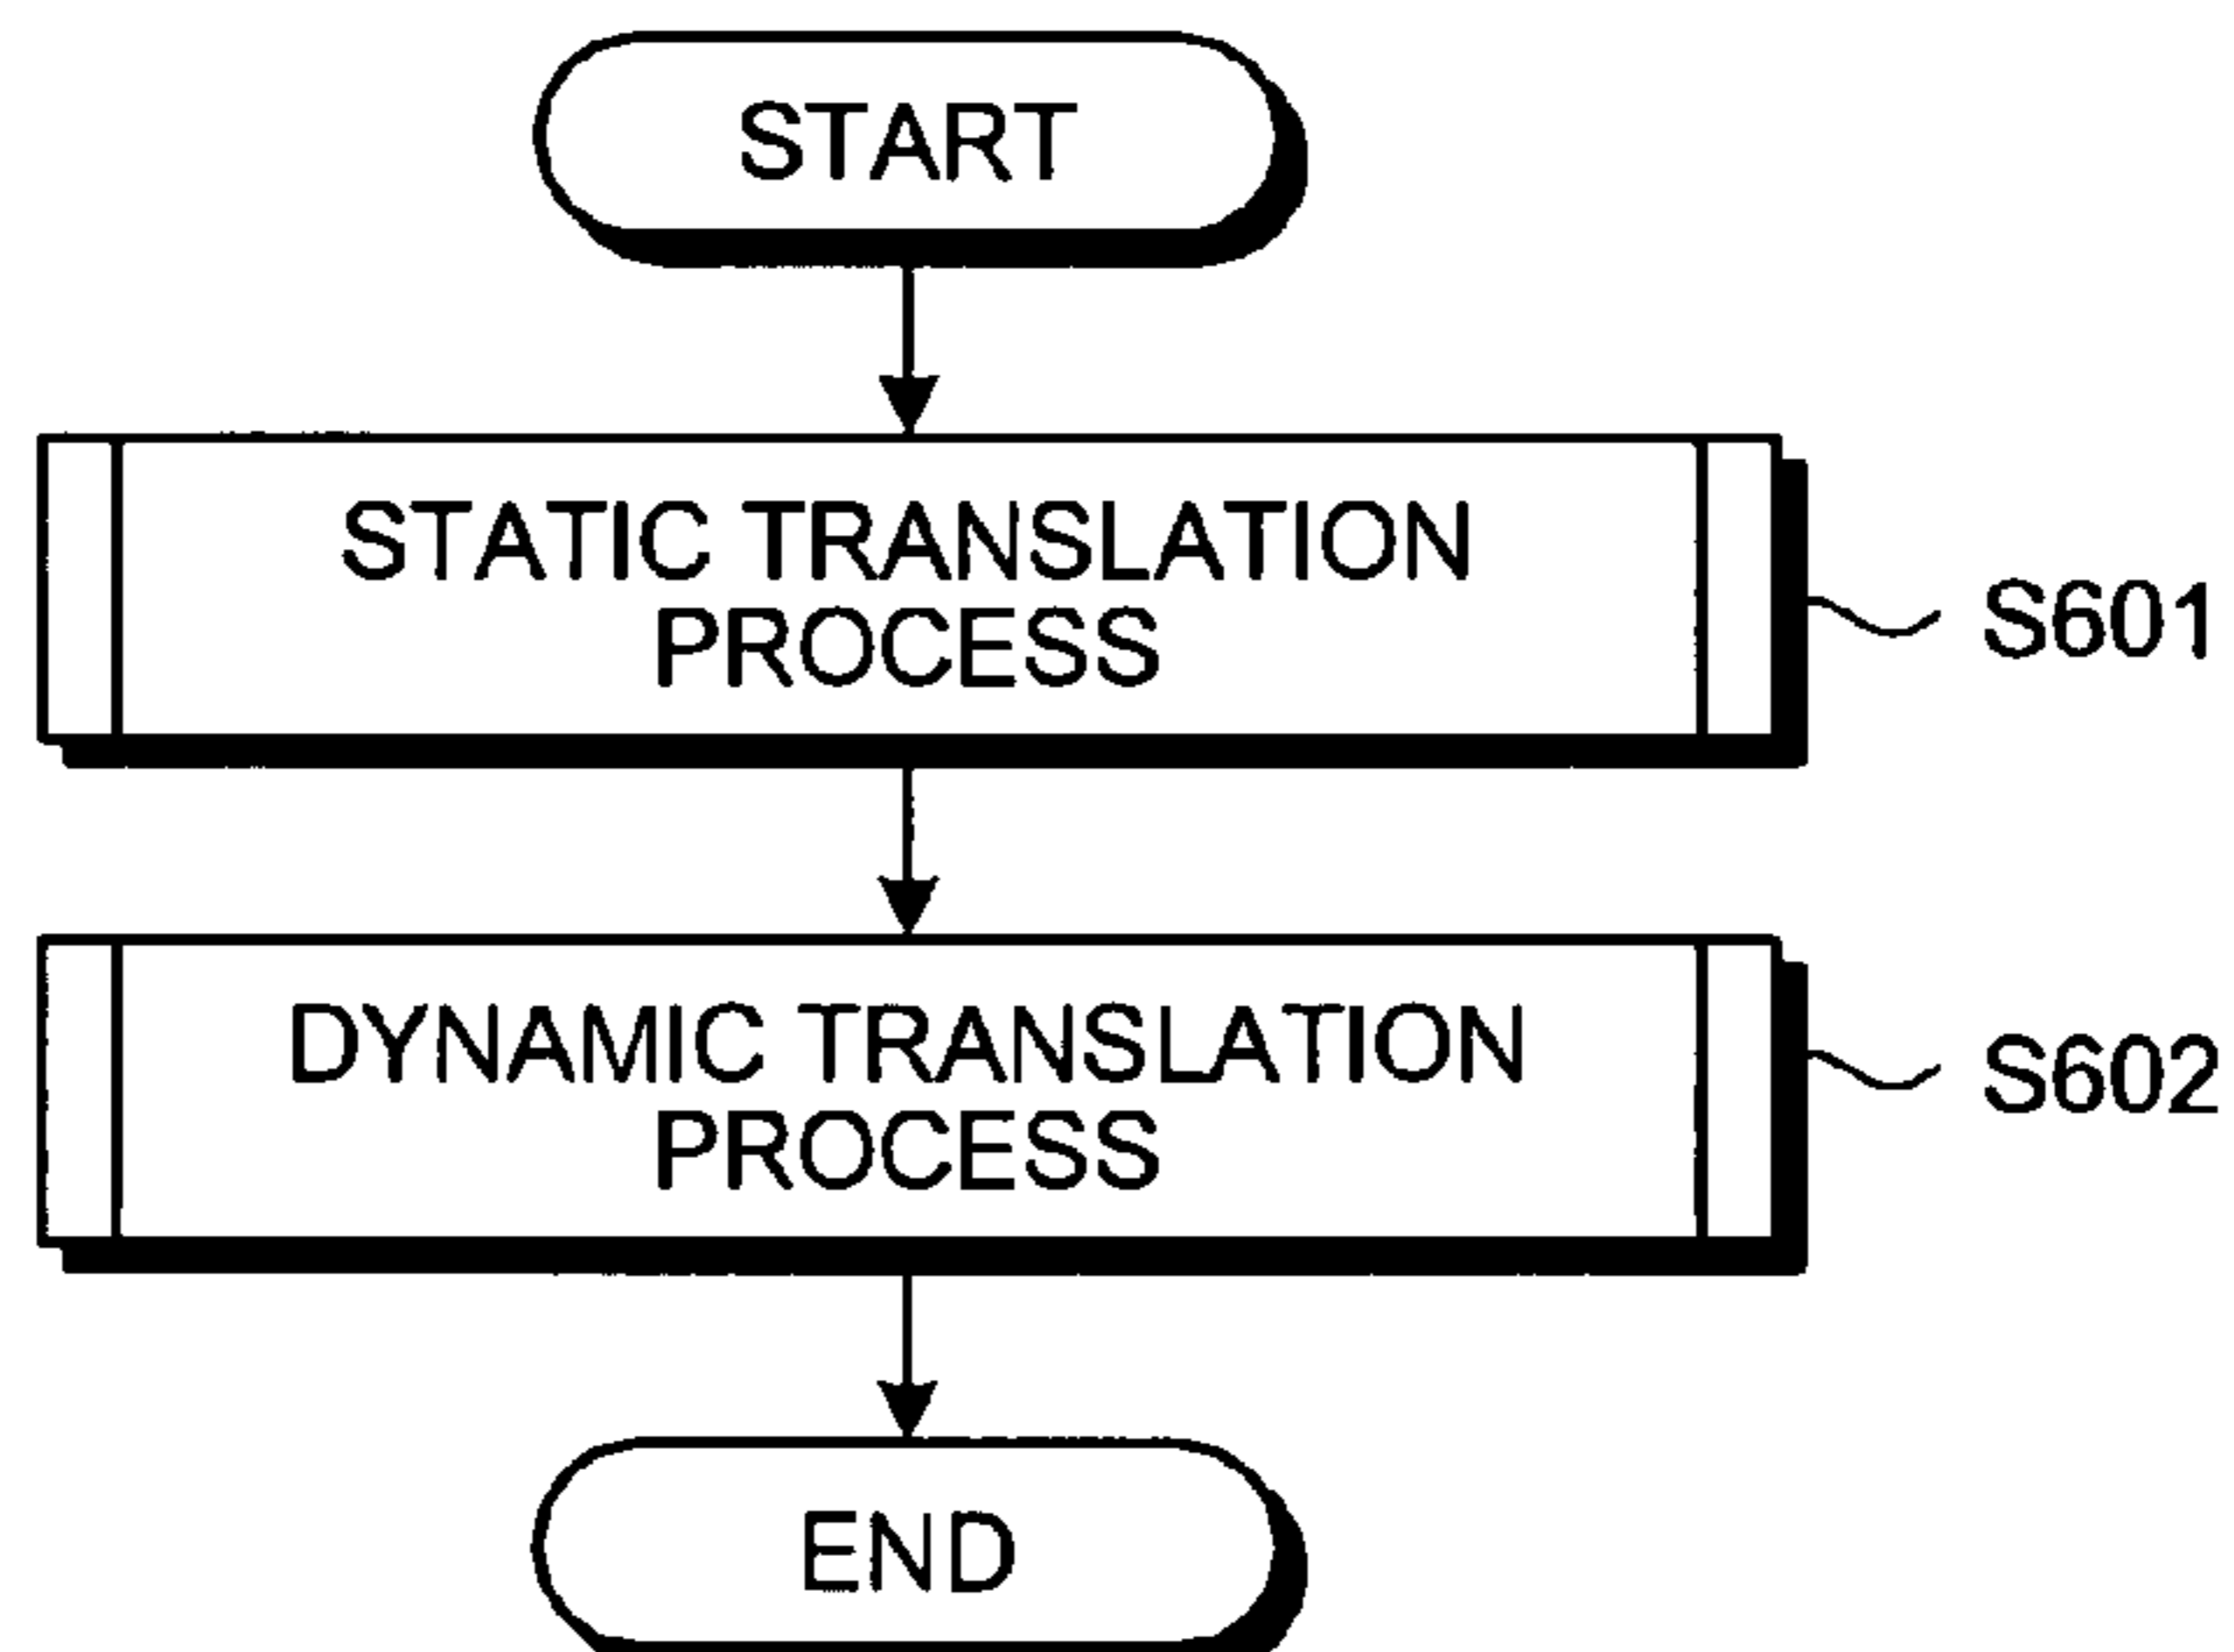 START
STATIC TRANSLATION
PROCESS
S601
DYNAMIC TRANSLATION
PROCESS
S602
END